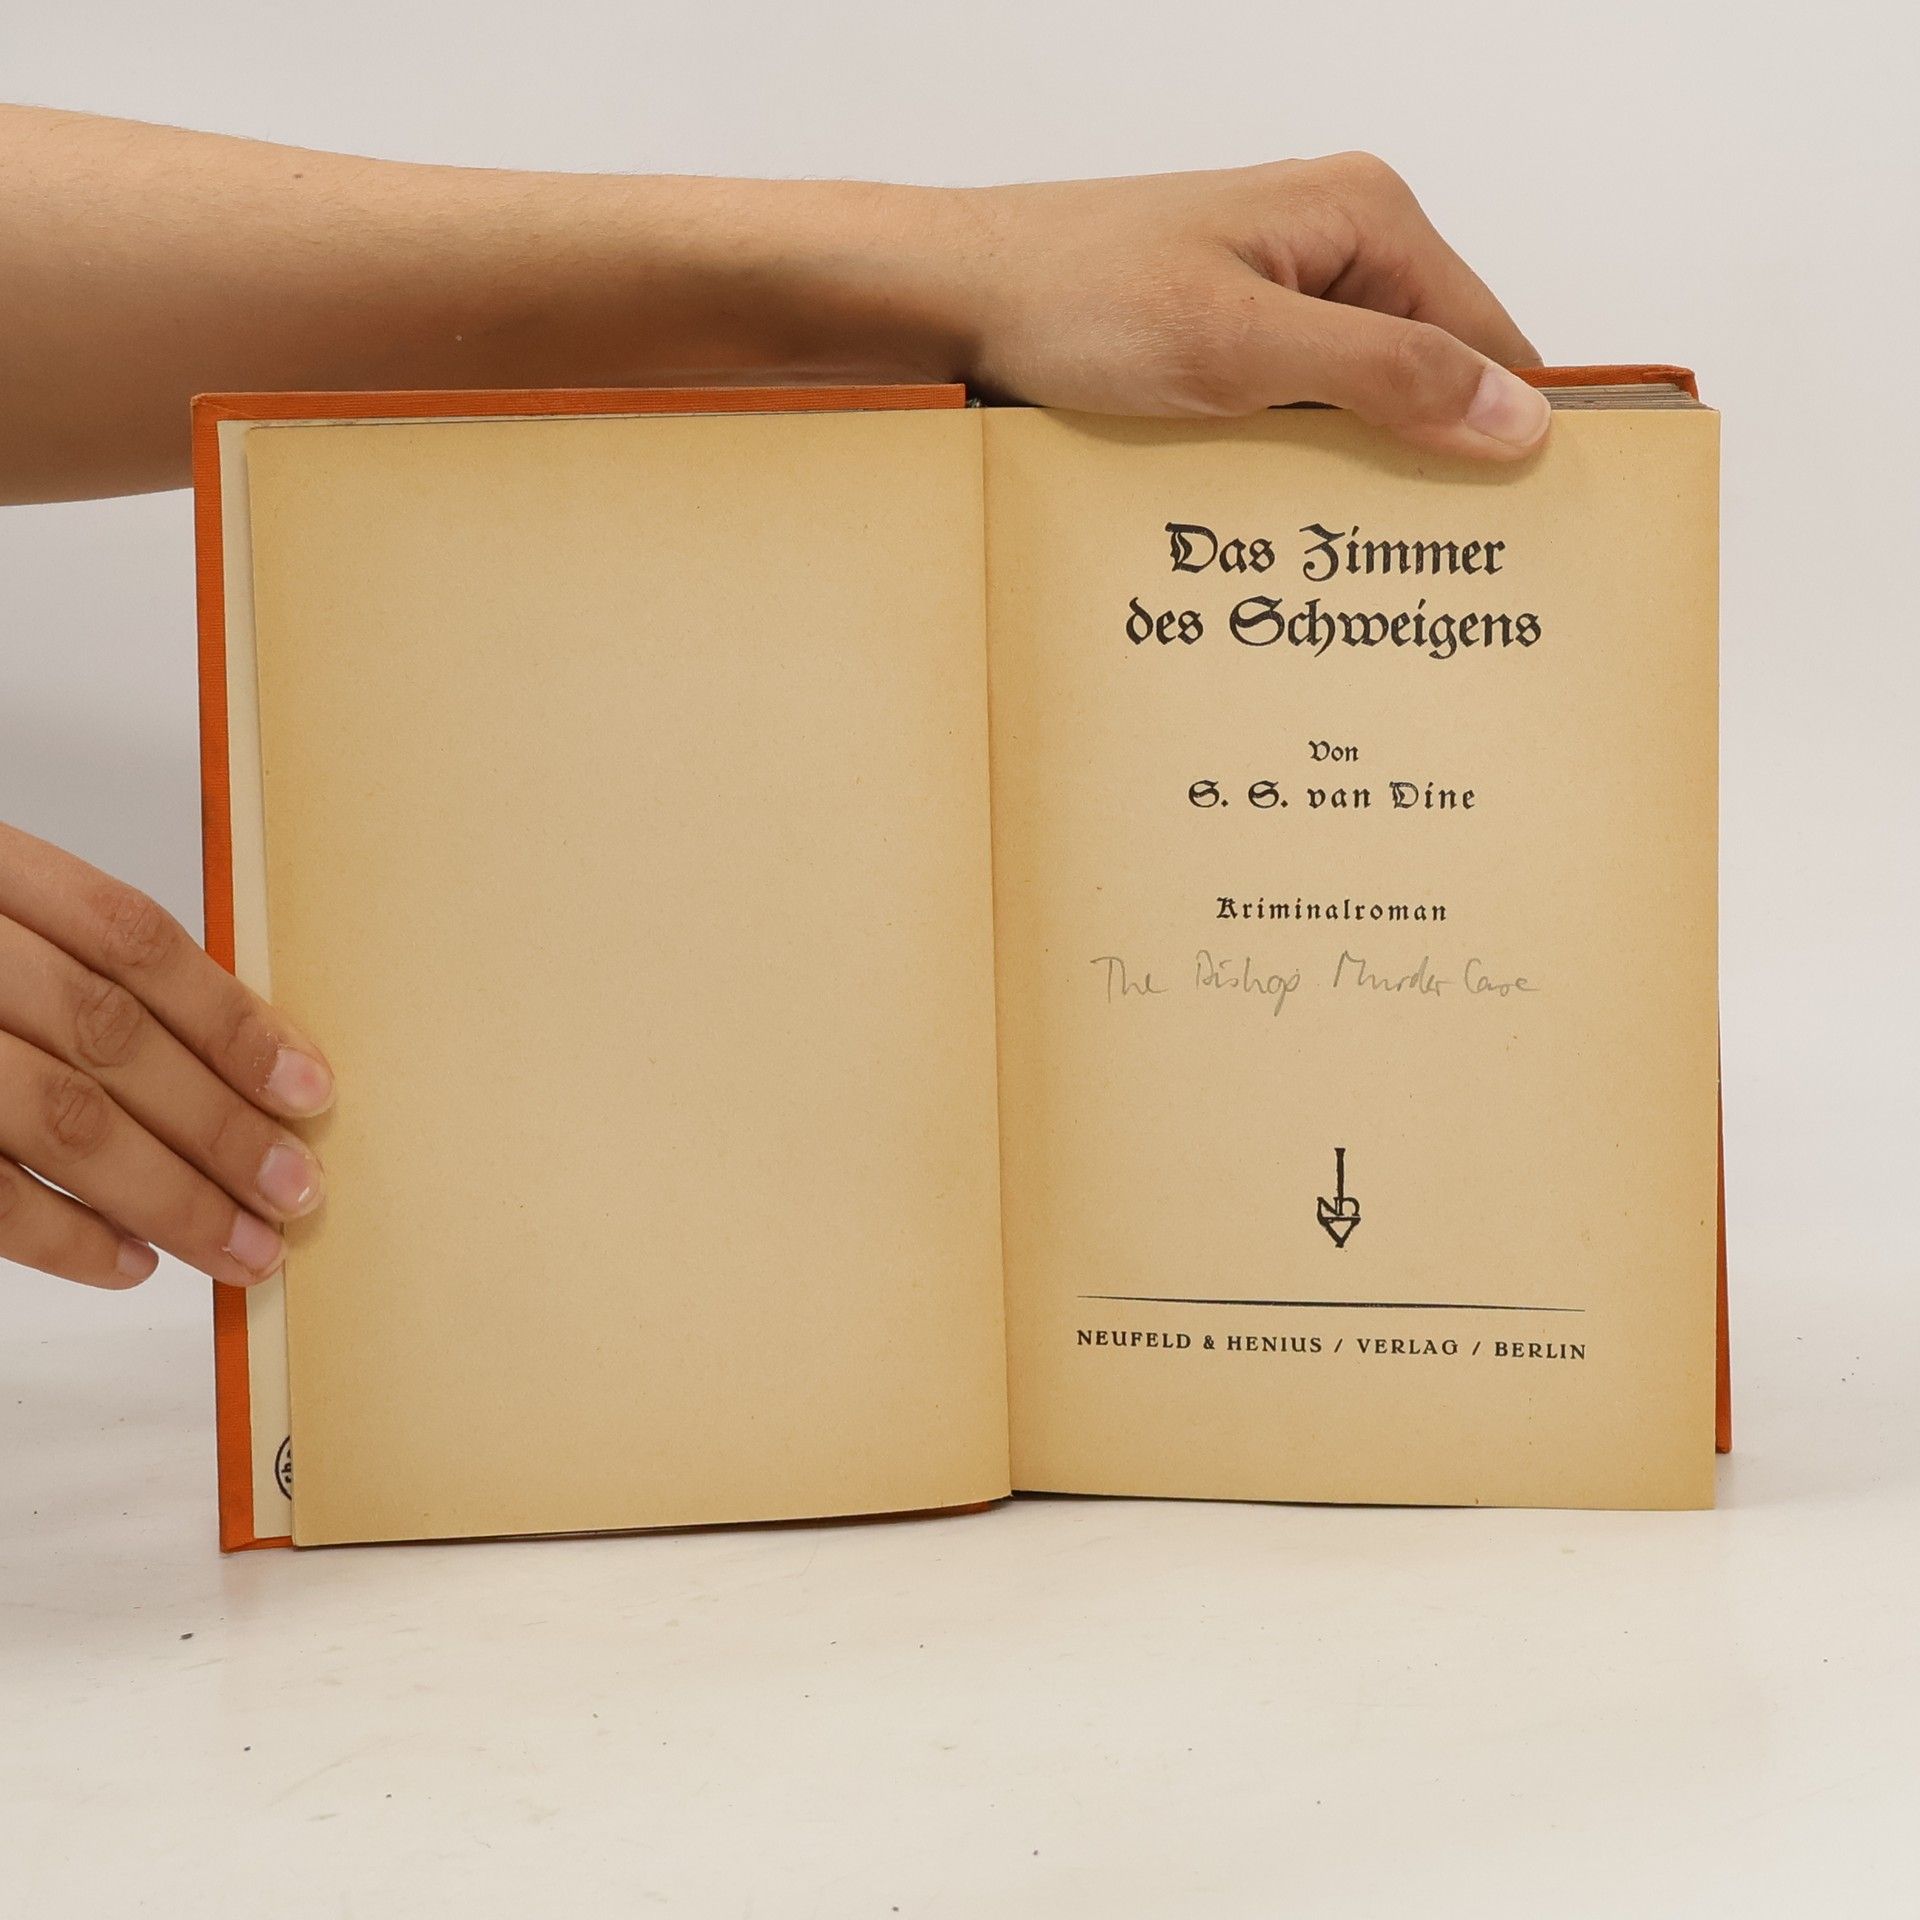 Das Zimmer
des Schweigens
Von
S. S. van Dine
Kriminalroman
The Bishop Murder Case
NEUFELD & HENIUS / VERLAG / BERLIN